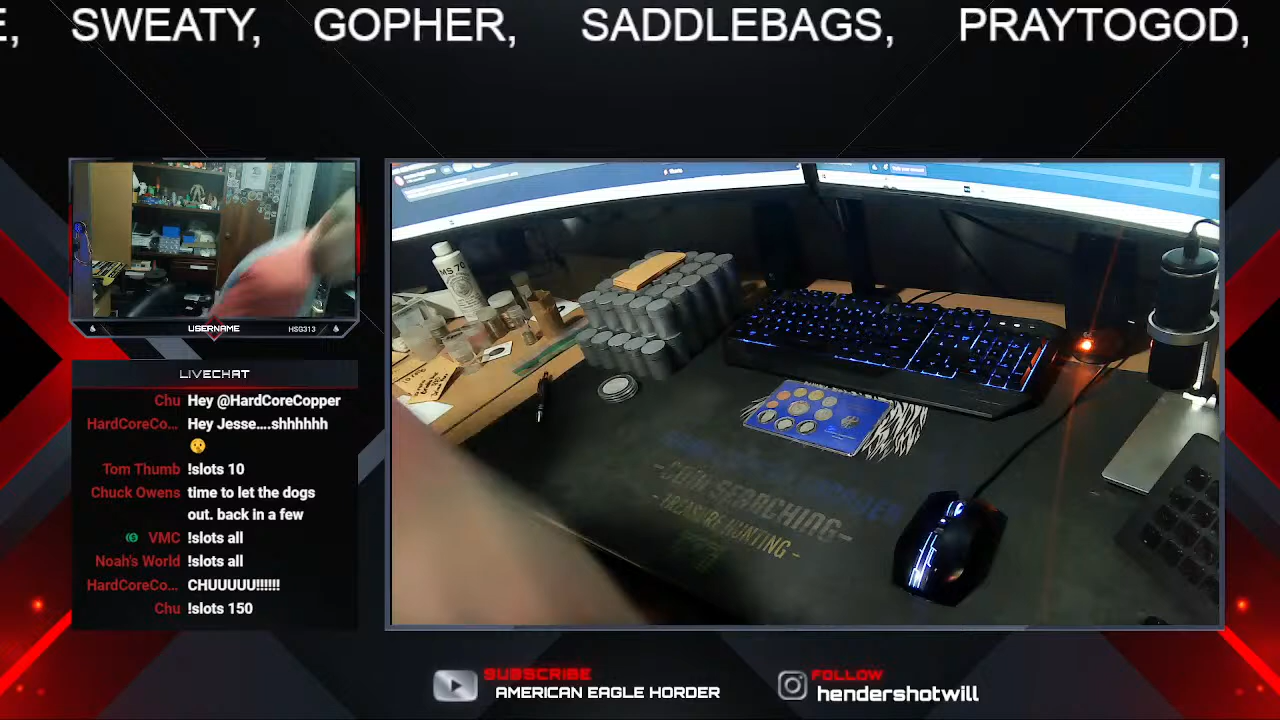 E, SWEATY, GOPHER, SADDLEBAGS, PRAYTOGOD,
USERNAME
HSG313
LIVECHAT
Chu Hey @HardCoreCopper
HardCoreCo... Hey Jesse....shhhhhh
🤫
Tom Thumb !slots 10
Chuck Owens time to let the dogs
out. back in a few
VMC !slots all
Noah's World !slots all
HardCoreCo... CHUUUUU!!!!!!
Chu !slots 150
MS 70
-COIN SEARCHING-
- TREASURE HUNTING -
SUBSCRIBE
AMERICAN EAGLE HORDER
FOLLOW
hendershotwill